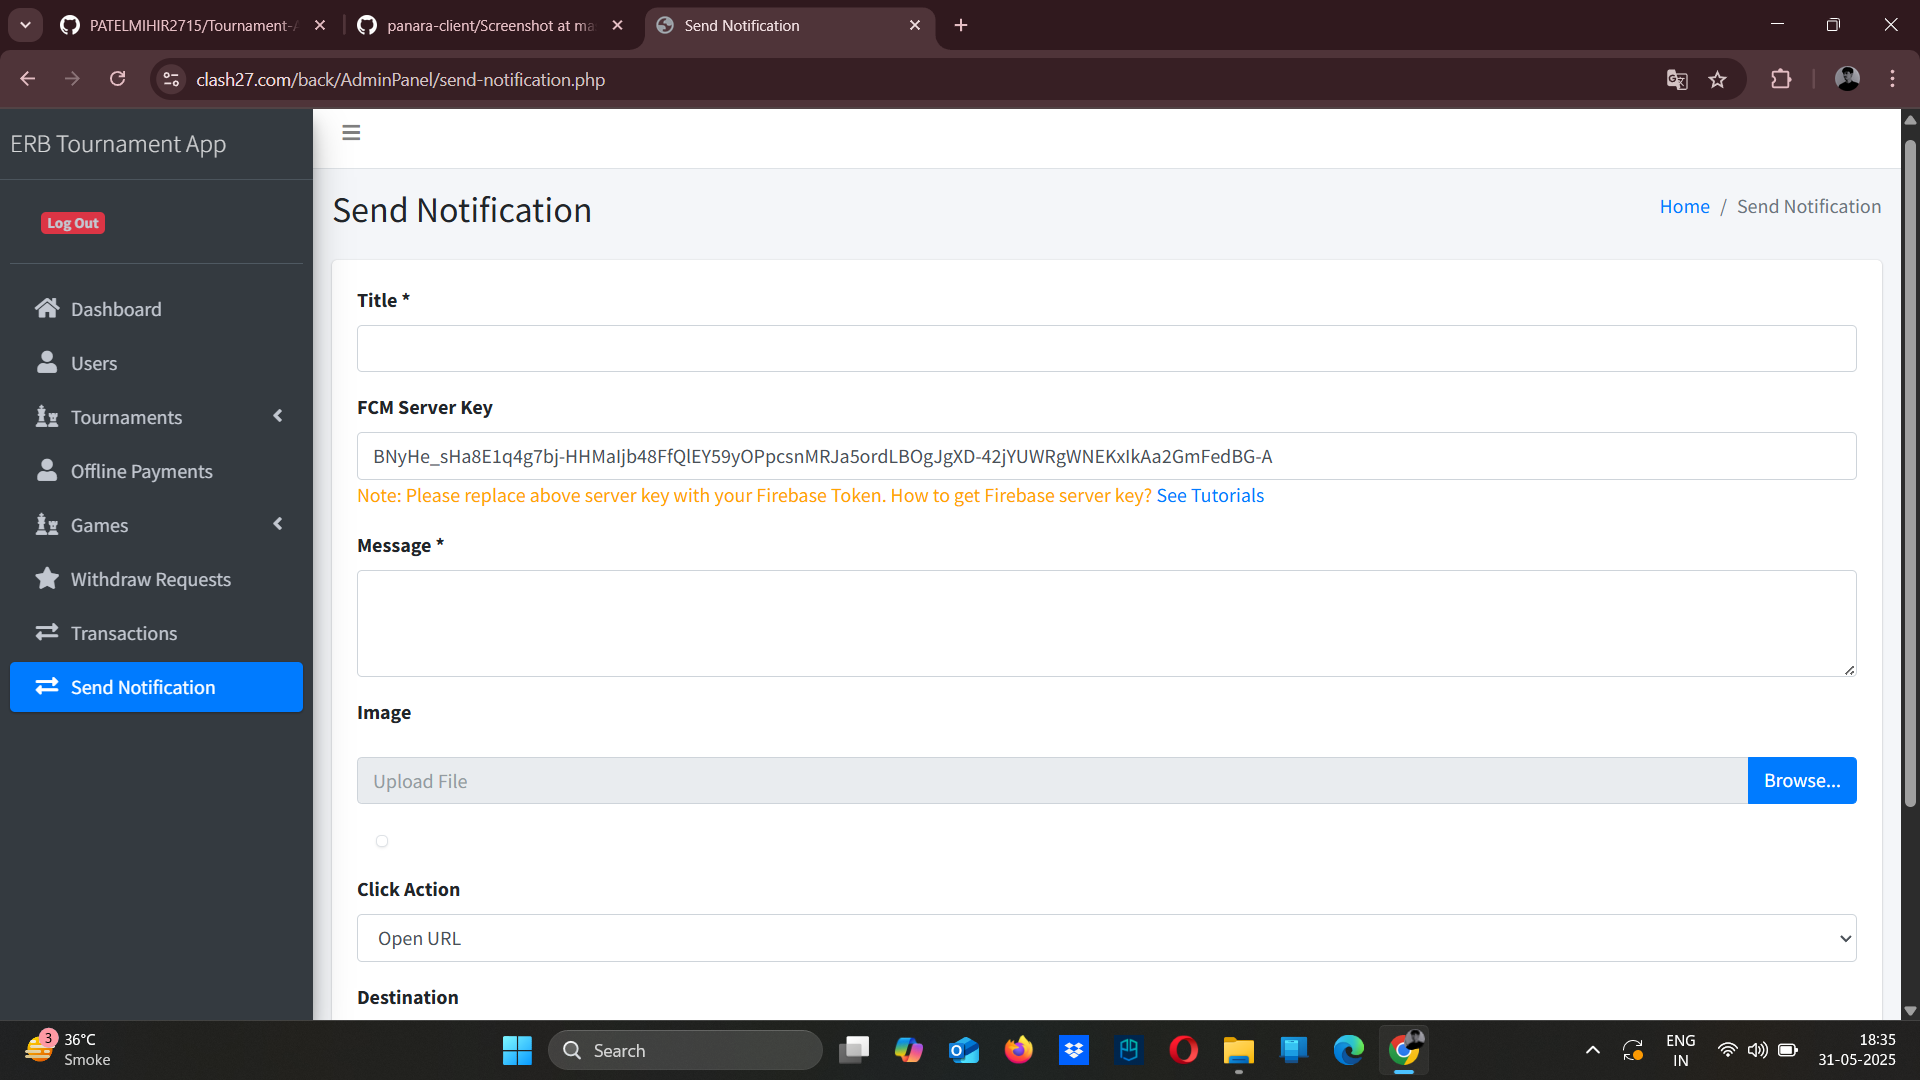 PATELMIHIR2715/Tournament-A
panara-client/Screenshot at ma
Send Notification
clash27.com/back/AdminPanel/send-notification.php
ERB Tournament App
Log Out
Dashboard
Users
Tournaments
Offline Payments
Games
Withdraw Requests
Transactions
Send Notification
Send Notification
Home / Send Notification
Title *
FCM Server Key
BNyHe_sHa8E1q4g7bj-HHMaIjb48FfQlEY59yOPpcsnMRJa5ordLBOgJgXD-42jYUWRgWNEKxIkAa2GmFedBG-A
Note: Please replace above server key with your Firebase Token. How to get Firebase server key? See Tutorials
Message *
Image
Upload File
Browse...
Click Action
Open URL
Destination
3
36°C
Smoke
Search
ENG
IN
18:35
31-05-2025